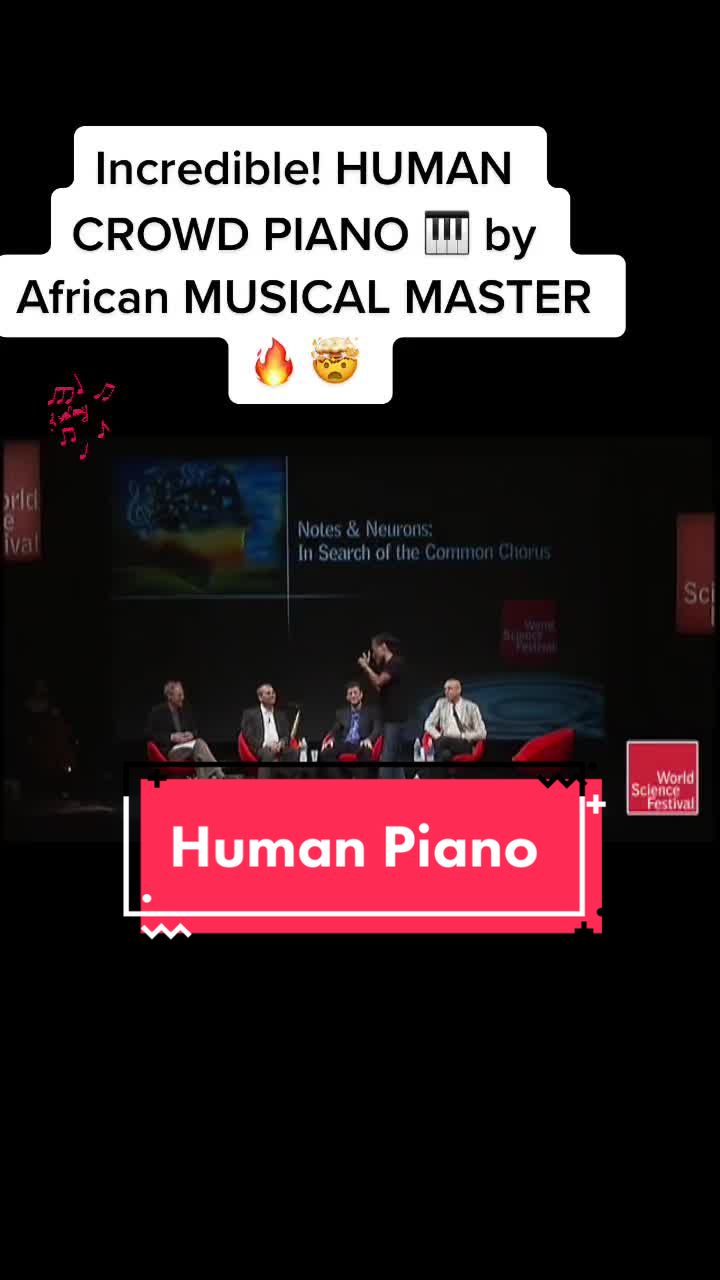 Incredible! HUMAN
CROWD PIANO 🎹 by
African MUSICAL MASTER
🔥 🤯
orld
e
ival
Notes & Neurons:
In Search of the Common Chorus
World
Science
Festival
Sci
World
Science
Festival
Human Piano